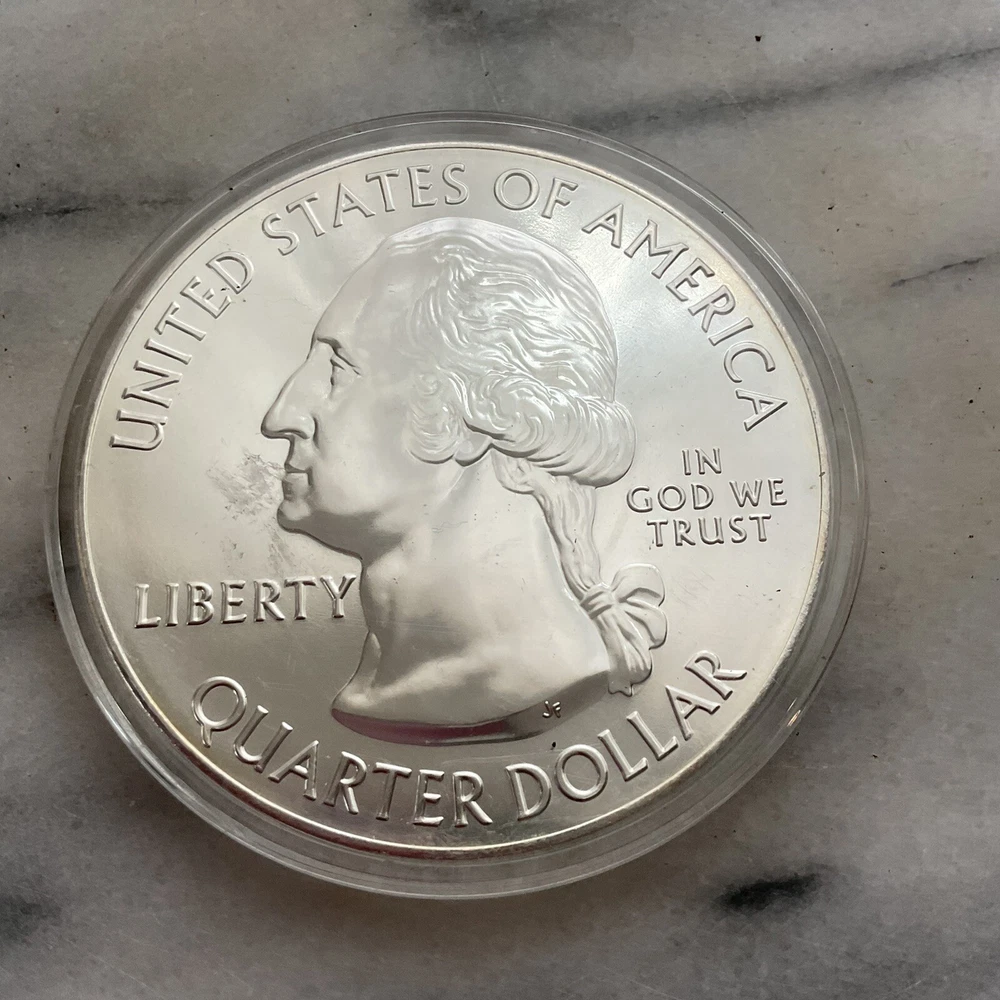 UNITED STATES OF AMERICA
IN
GOD WE
TRUST
LIBERTY
JF
QUARTER DOLLAR